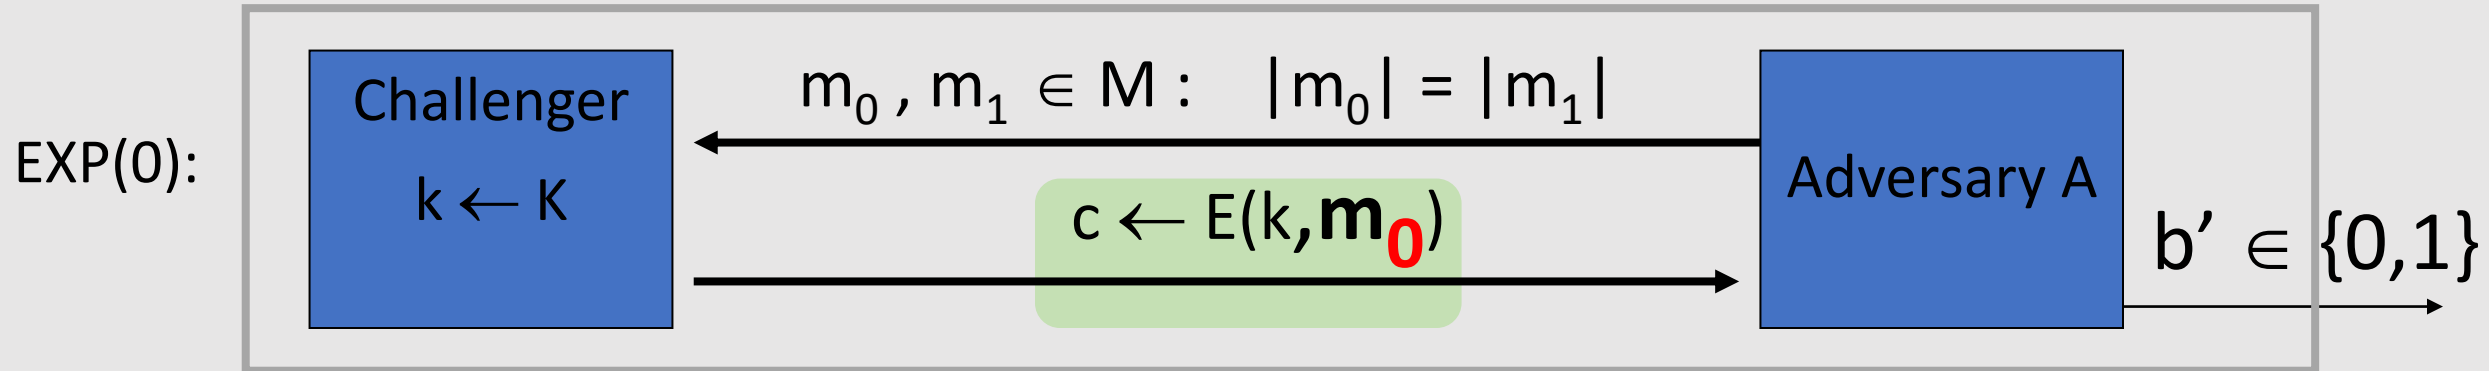 EXP(0):
Challenger
k ← K
m₀ , m₁ ∈ M : |m₀| = |m₁|
c ← E(k,m₀)
Adversary A
b’ ∈ {0,1}